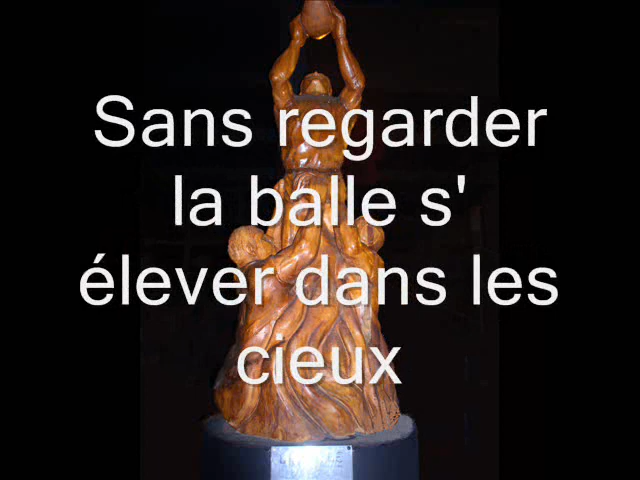 Sans regarder
la balle s'
élever dans les
cieux